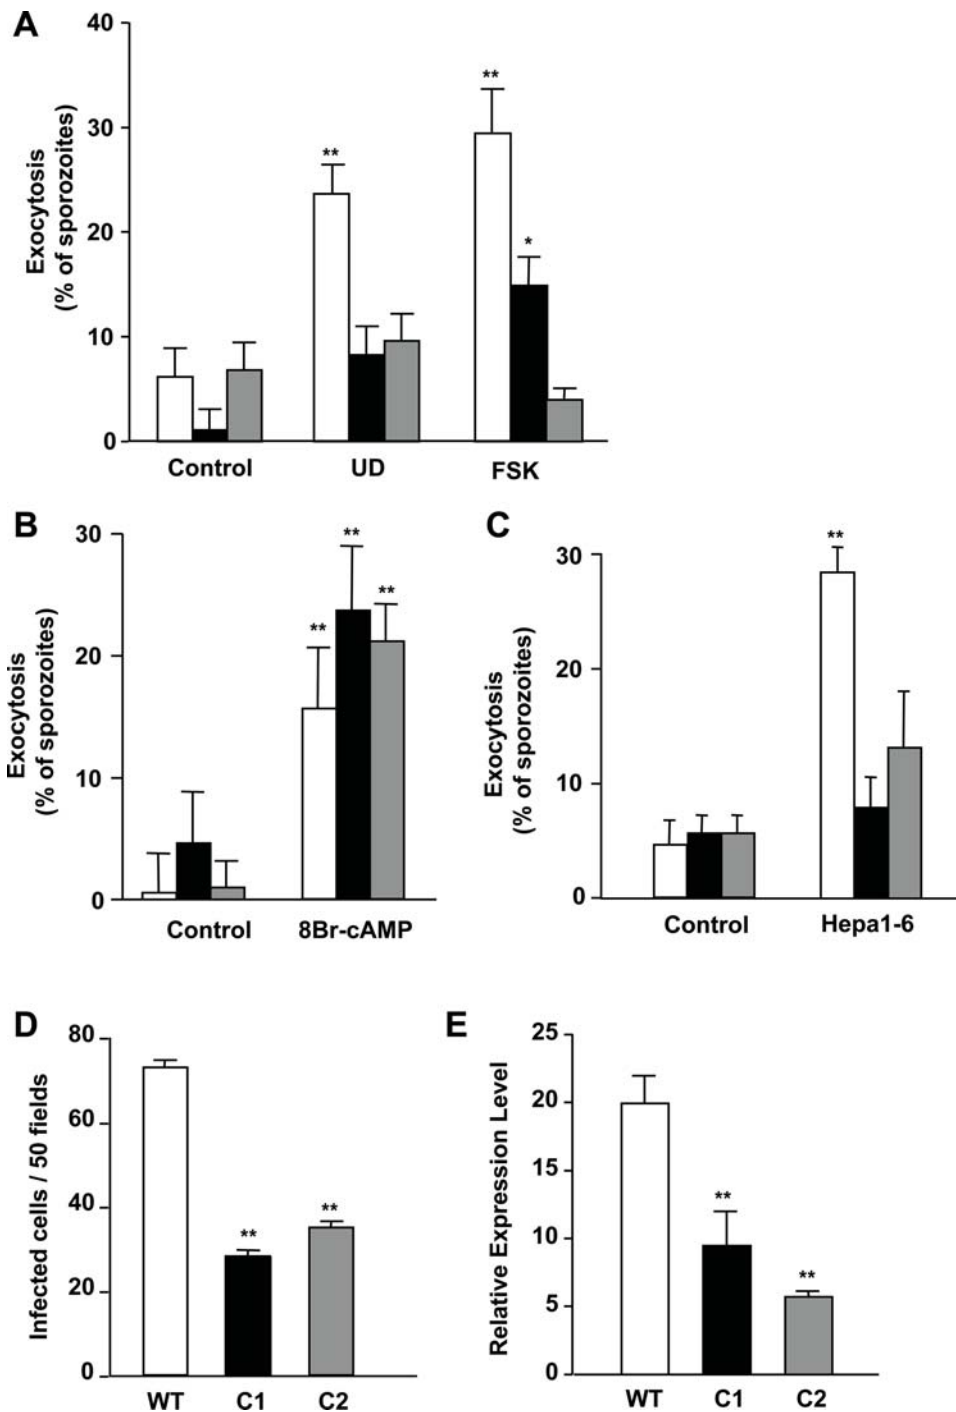 A
Exocytosis
(% of sporozoites)
40
30
20
10
0
**
**
*
Control
UD
FSK
B
Exocytosis
(% of sporozoites)
30
20
10
0
**
**
**
Control
8Br-cAMP
C
Exocytosis
(% of sporozoites)
30
20
10
0
**
Control
Hepa1-6
D
Infected cells / 50 fields
80
60
40
20
0
**
**
WT
C1
C2
E
Relative Expression Level
25
20
15
10
5
0
**
**
WT
C1
C2